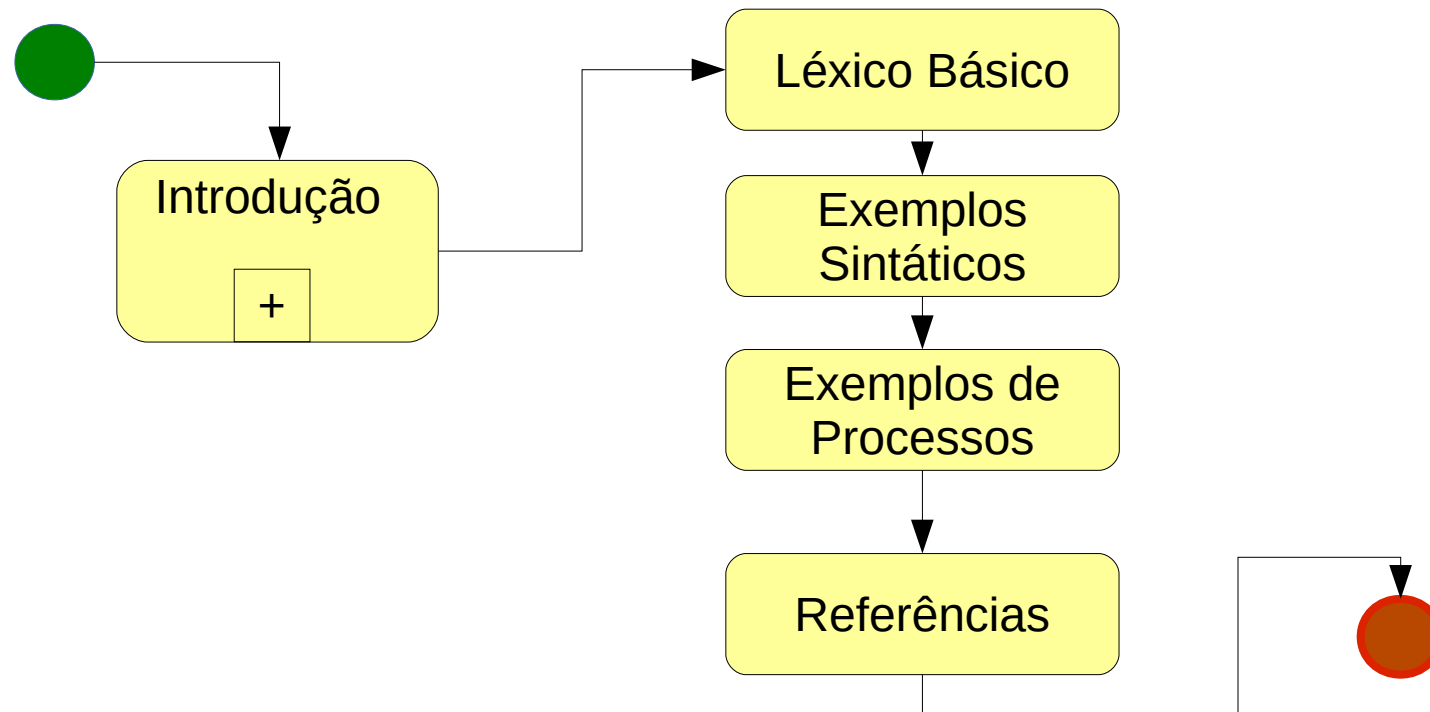 Introdução
+
Léxico Básico
Exemplos
Sintáticos
Exemplos de
Processos
Referências